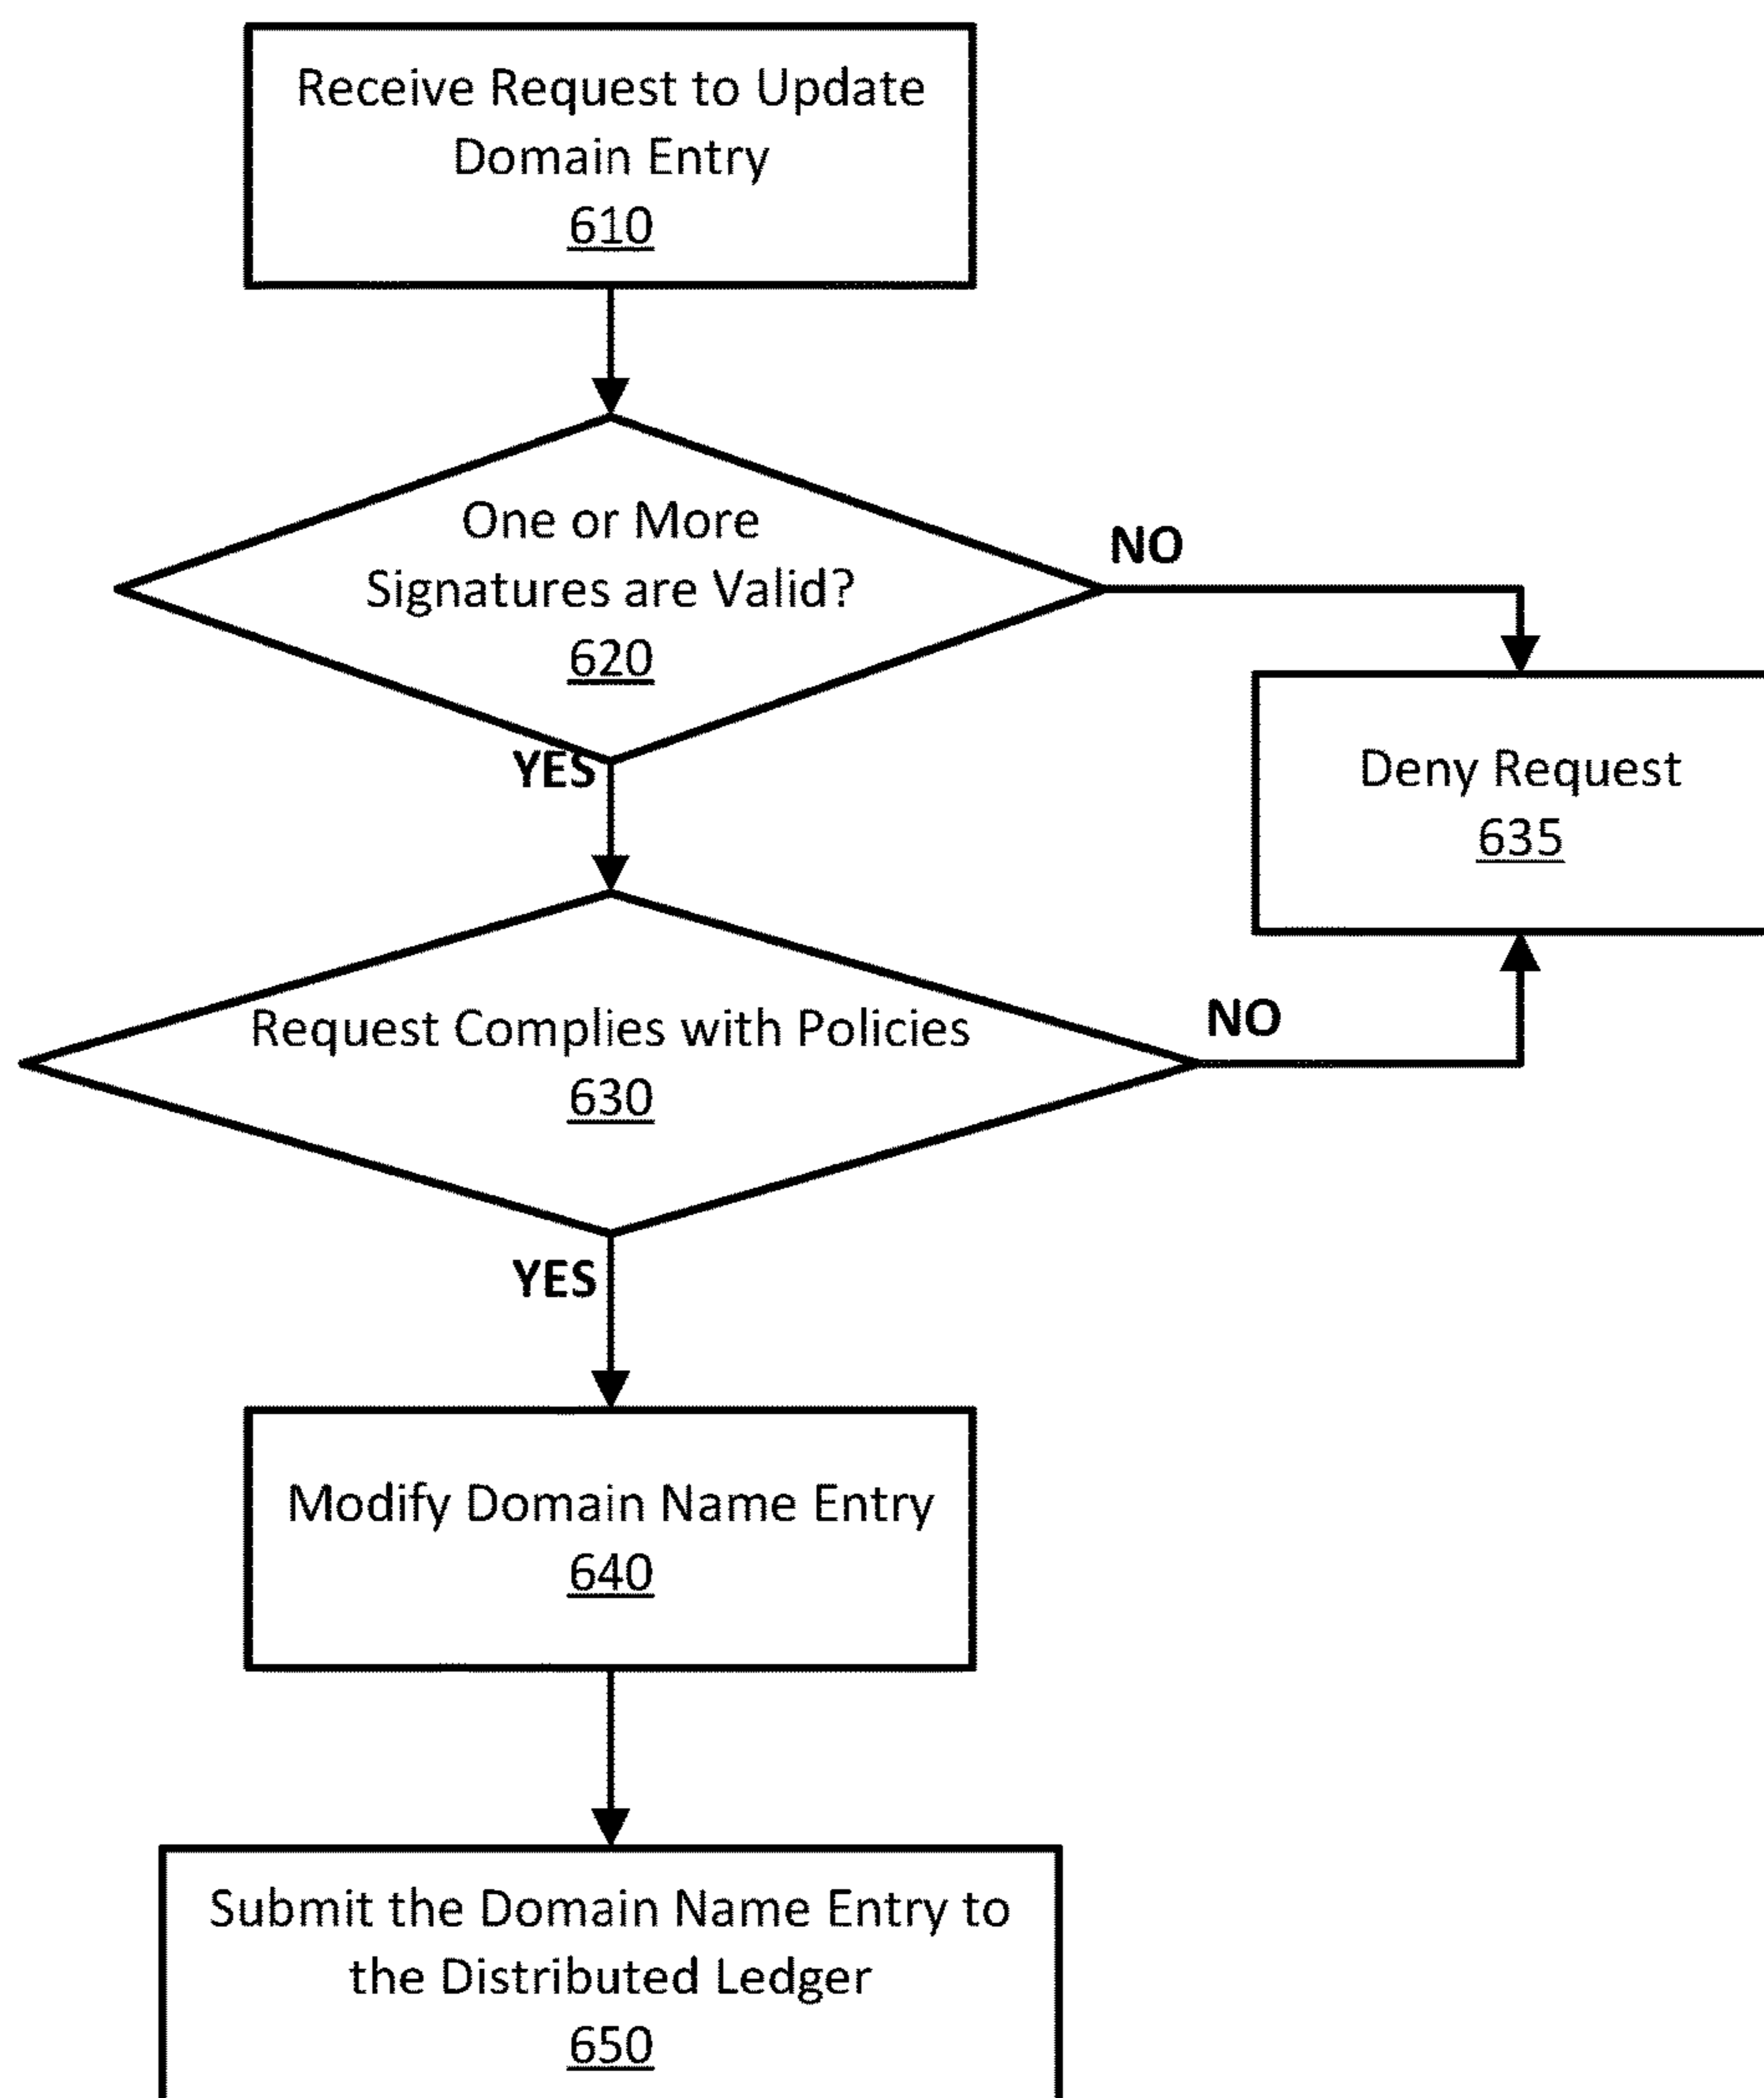 Receive Request to Update
Domain Entry
610
One or More
Signatures are Valid?
620
NO
YES
Deny Request
635
Request Complies with Policies
630
NO
YES
Modify Domain Name Entry
640
Submit the Domain Name Entry to
the Distributed Ledger
650